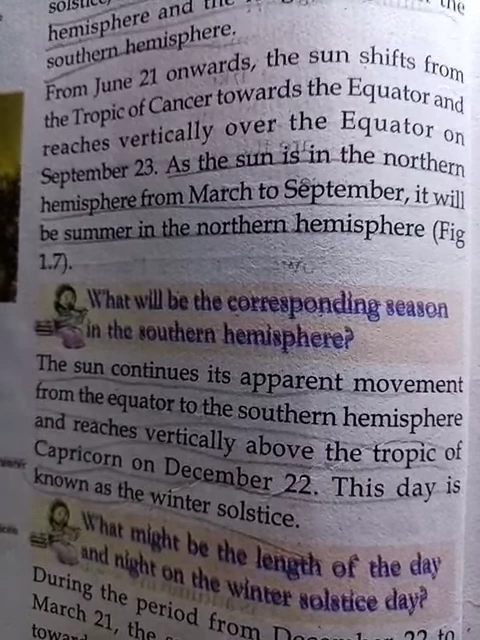 hemisphere and the
southern hemisphere.
From June 21 onwards, the sun shifts from
the Tropic of Cancer towards the Equator and
reaches vertically over the Equator on
September 23. As the sun is in the northern
hemisphere from March to September, it will
be summer in the northern hemisphere (Fig
1.7).
What will be the corresponding season
in the southern hemisphere?
The sun continues its apparent movement
from the equator to the southern hemisphere
and reaches vertically above the tropic of
Capricorn on December 22. This day is
known as the winter solstice.
What might be the length of the day
and night on the winter solstice day?
During the period from December 22 to
March 21, the